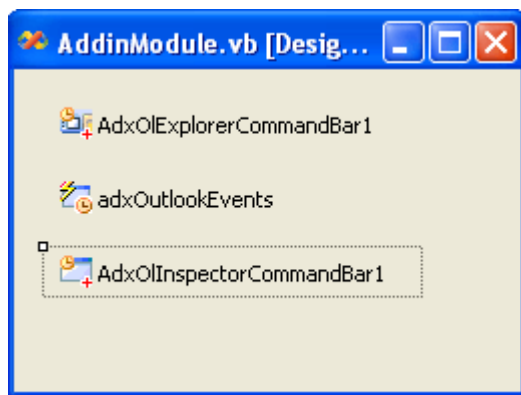 AddinModule.vb [Desig...
AdxOlExplorerCommandBar1
adxOutlookEvents
AdxOlInspectorCommandBar1